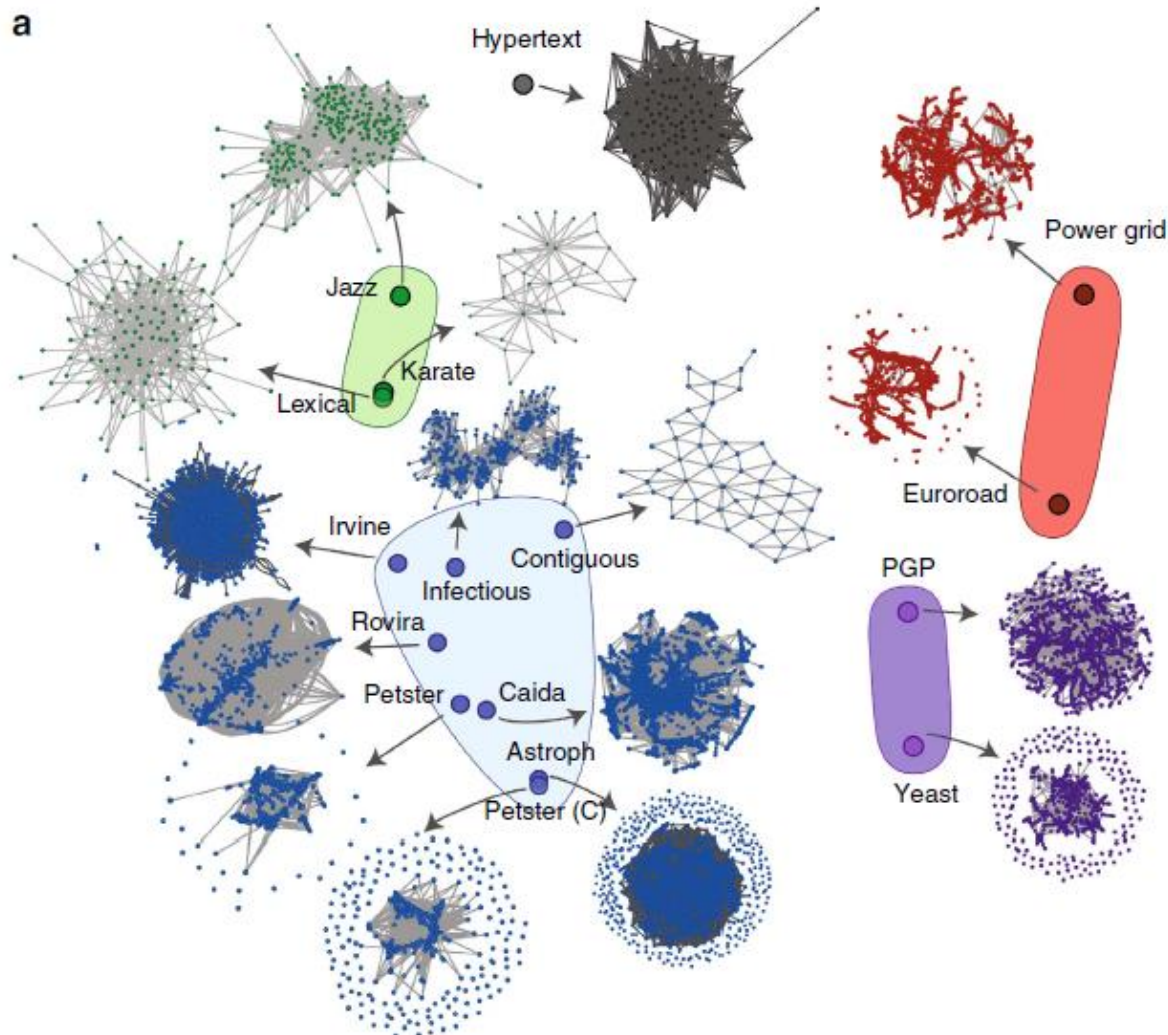 a
Hypertext
Power grid
Jazz
Karate
Lexical
Euroroad
Irvine
Contiguous
Infectious
PGP
Rovira
Petster
Caida
Astroph
Yeast
Petster (C)